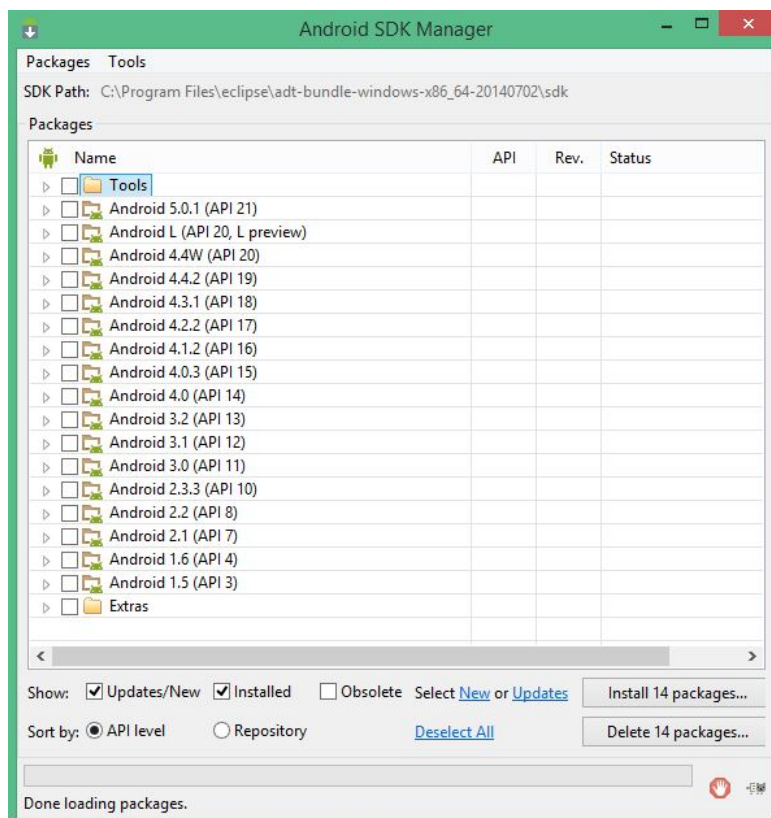 Android SDK Manager
Packages Tools
SDK Path: C:\Program Files\eclipse\adt-bundle-windows-x86_64-20140702\sdk
Packages
Name API Rev. Status
Tools
Android 5.0.1 (API 21)
Android L (API 20, L preview)
Android 4.4W (API 20)
Android 4.4.2 (API 19)
Android 4.3.1 (API 18)
Android 4.2.2 (API 17)
Android 4.1.2 (API 16)
Android 4.0.3 (API 15)
Android 4.0 (API 14)
Android 3.2 (API 13)
Android 3.1 (API 12)
Android 3.0 (API 11)
Android 2.3.3 (API 10)
Android 2.2 (API 8)
Android 2.1 (API 7)
Android 1.6 (API 4)
Android 1.5 (API 3)
Extras
Show: Updates/New Installed Obsolete Select New or Updates Install 14 packages...
Sort by: API level Repository Deselect All Delete 14 packages...
Done loading packages.